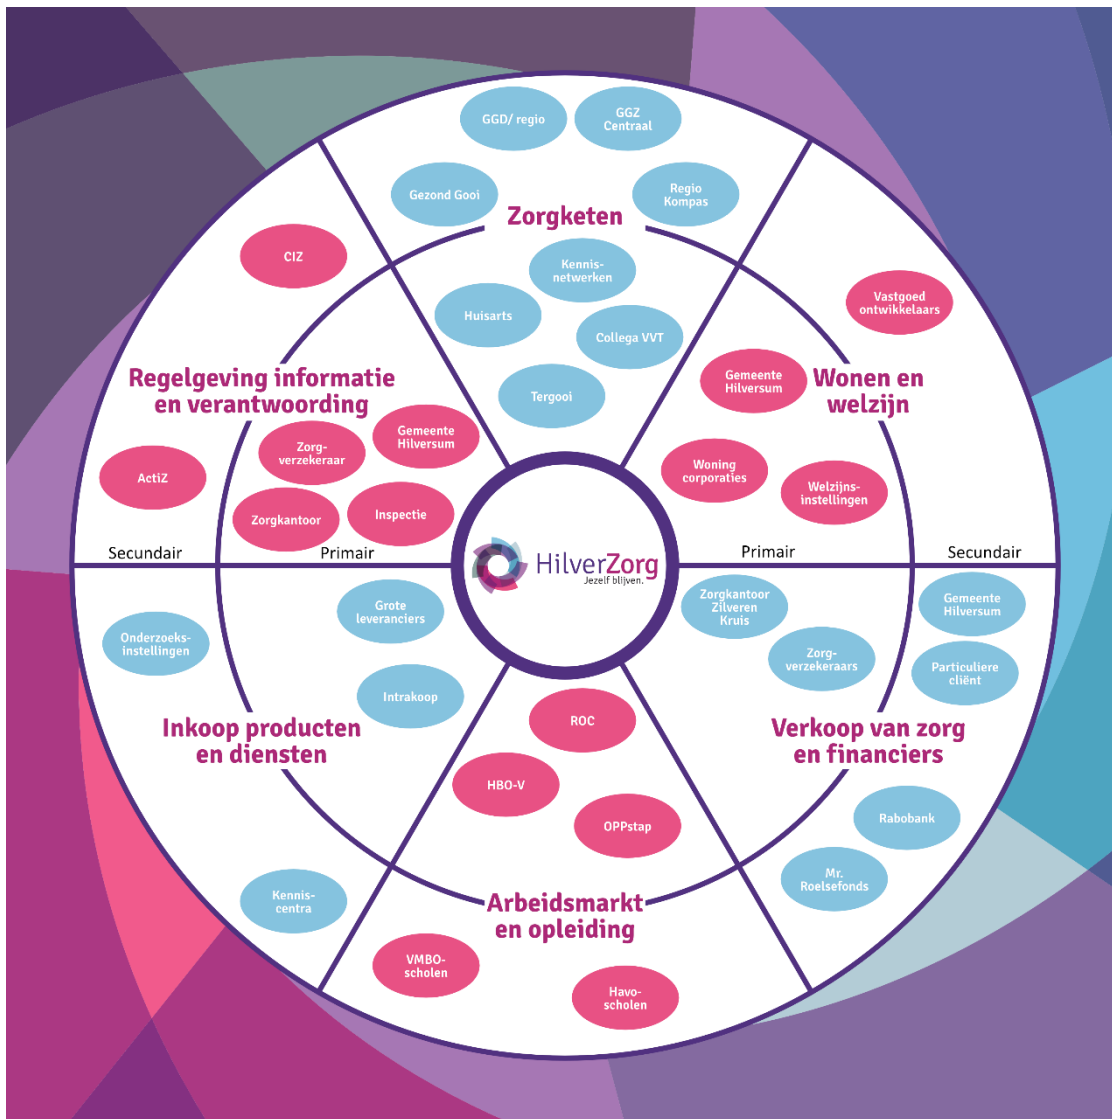 GGD/ regio
GGZ
Centraal
Gezond Gooi
Regio
Kompas
Zorgketen
Kennis-
netwerken
Huisarts
Collega VVT
Tergooi
CIZ
Regelgeving informatie
en verantwoording
Gemeente
Hilversum
Zorg-
verzekeraar
ActiZ
Zorgkantoor
Inspectie
Secundair
Primair
Vastgoed
ontwikkelaars
Gemeente
Hilversum
Wonen en
welzijn
Woning
corporaties
Welzijns-
instellingen
Primair
Secundair
HilverZorg
Jezelf blijven.
Grote
leveranciers
Onderzoeks-
instellingen
Intrakoop
Inkoop producten
en diensten
Kennis-
centra
Zorgkantoor
Zilveren
Kruis
Gemeente
Hilversum
Zorg-
verzekeraars
Particuliere
cliënt
Verkoop van zorg
en financiers
Rabobank
Mr.
Roelsefonds
ROC
HBO-V
OPPstap
Arbeidsmarkt
en opleiding
VMBO-
scholen
Havo-
scholen